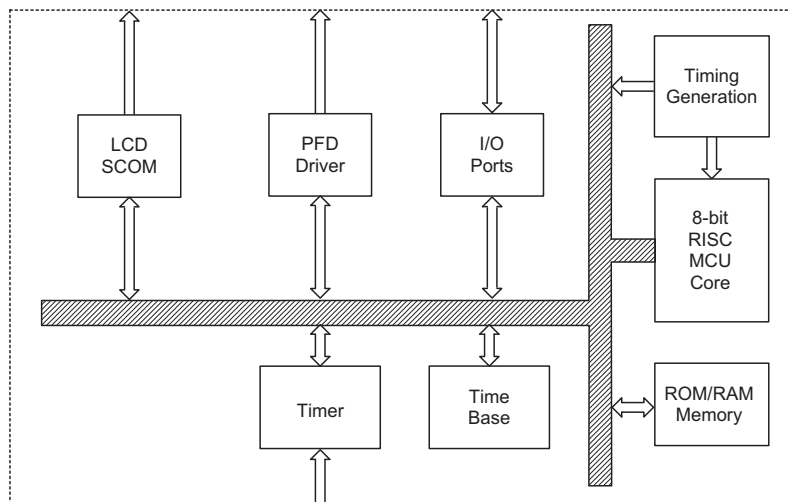 LCD
SCOM
PFD
Driver
I/O
Ports
Timing
Generation
8-bit
RISC
MCU
Core
Timer
Time
Base
ROM/RAM
Memory